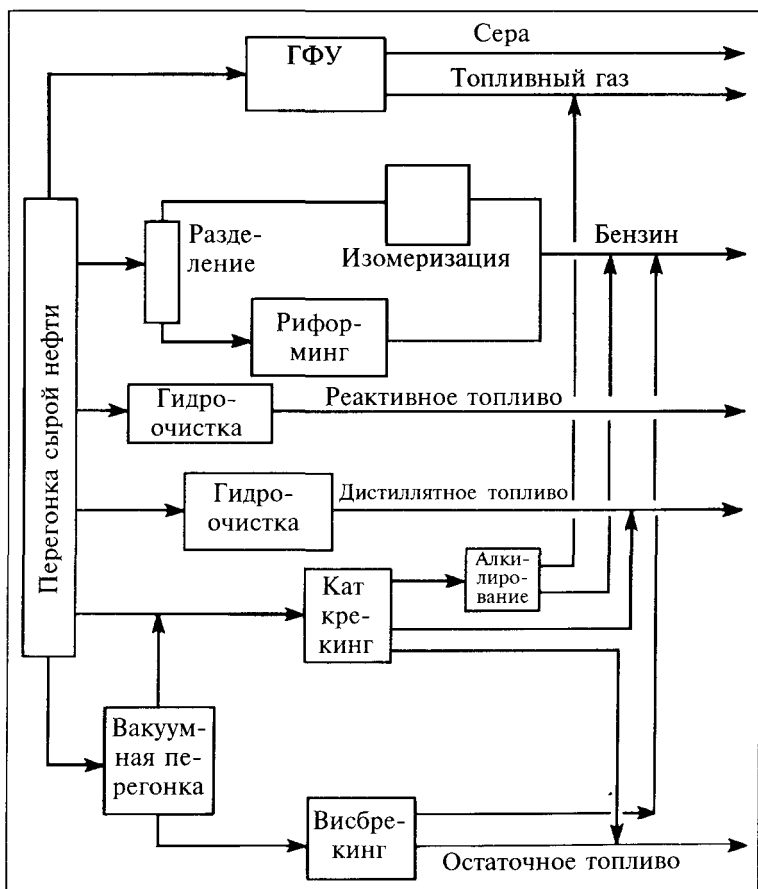 Сера
ГФУ
Топливный газ
Разде-
ление
Изомеризация
Бензин
Рифор-
минг
Перегонка сырой нефти
Гидро-
очистка
Реактивное топливо
Гидро-
очистка
Дистиллятное топливо
Кат
кре-
кинг
Алки-
лиро-
вание
Вакуум-
ная пе-
регонка
Висбре-
кинг
Остаточное топливо